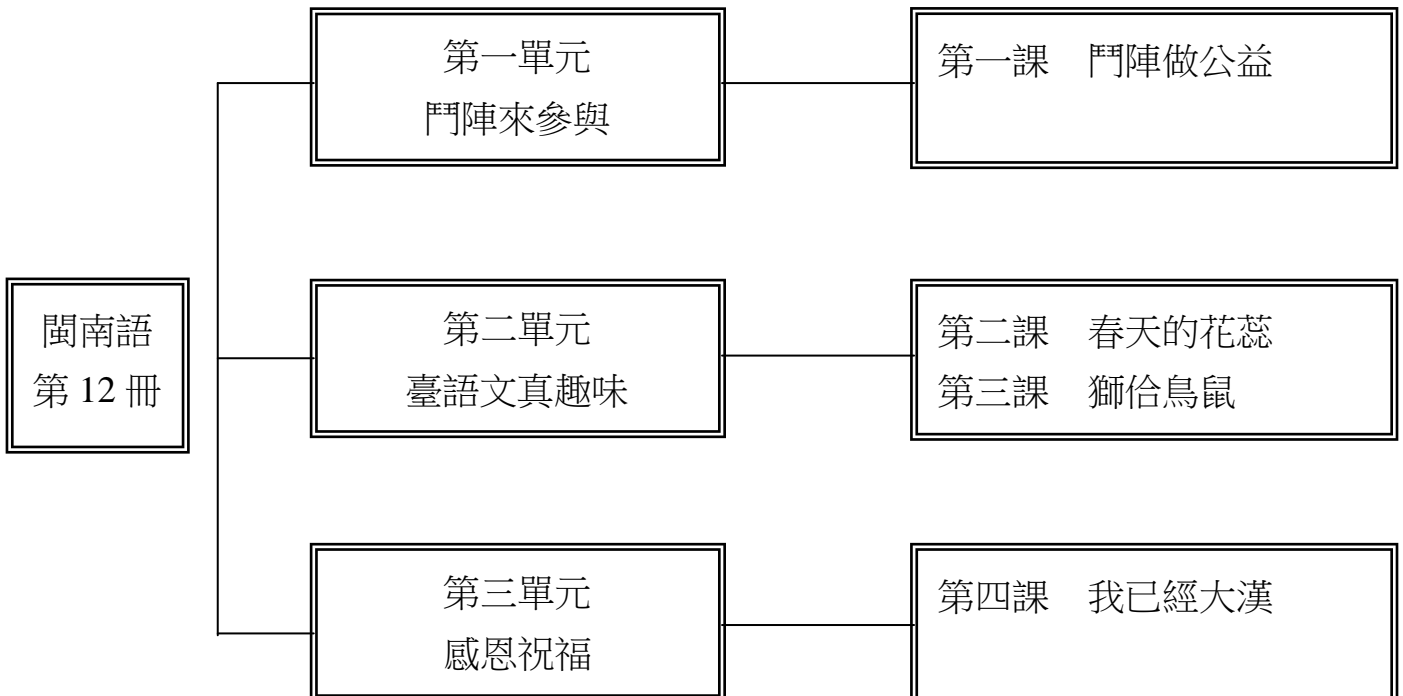 閩南語
第 12 冊
第一單元
鬥陣來參與
第一課　鬥陣做公益
第二單元
臺語文真趣味
第二課　春天的花蕊
第三課　獅佮鳥鼠
第三單元
感恩祝福
第四課　我已經大漢